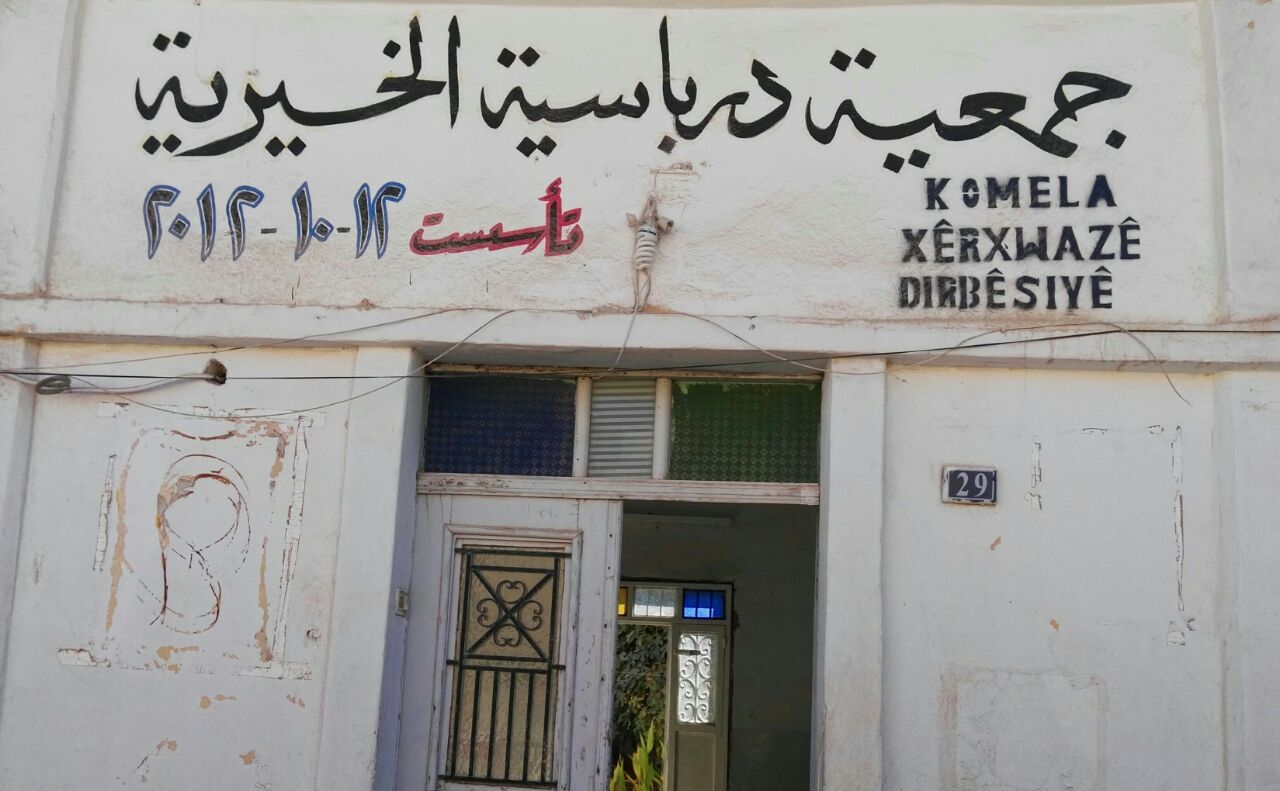 جمعية درباسية الخيرية
KOMELA
XÊRXWAZÊ
DIRBÊSIYÊ
تأسست ١٢-١٠-٢٠١٢
29